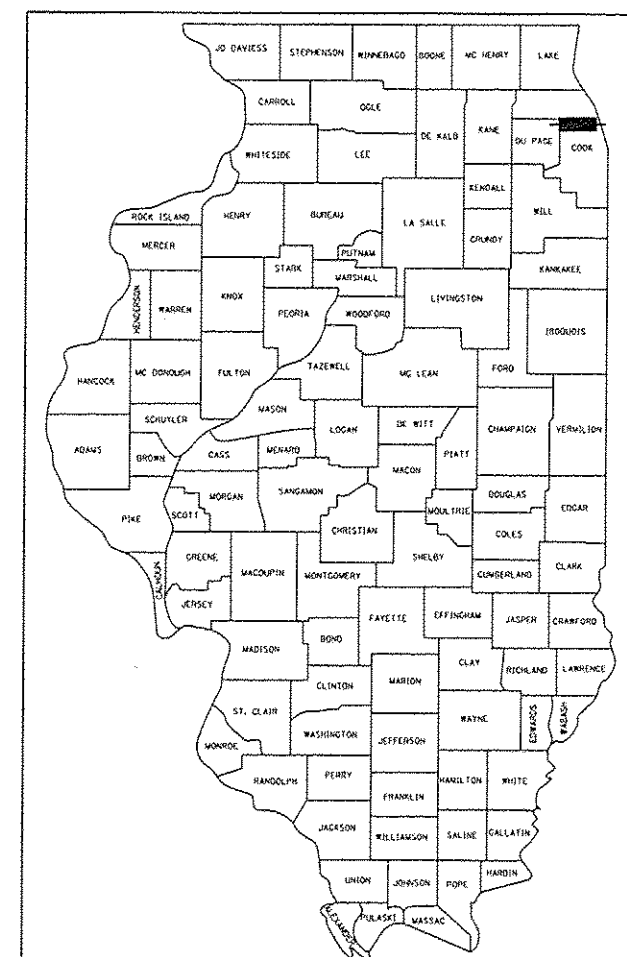 JO DAVIESS STEPHENSON WINNEBAGO BOONE MC HENRY LAKE
CARROLL OGLE
DE KALB KANE DU PAGE COOK
WHITESIDE LEE
KENDALL
ROCK ISLAND HENRY BUREAU LA SALLE WILL
MERCER PUTNAM GRUNDY
STARK MARSHALL KANKAKEE
HENDERSON WARREN KNOX PEORIA WOODFORD LIVINGSTON
IROQUOIS
HANCOCK MC DONOUGH FULTON TAZEWELL MC LEAN FORD
SCHUYLER MASON
ADAMS BROWN CASS MENARD LOGAN DE WITT CHAMPAIGN VERMILION
PIATT
MACON
MORGAN SANGAMON DOUGLAS
PIKE SCOTT CHRISTIAN MOULTRIE EDGAR
COLES
CALHOUN GREENE MACOUPIN MONTGOMERY SHELBY
CUMBERLAND CLARK
JERSEY
FAYETTE EFFINGHAM JASPER CRAWFORD
MADISON BOND
CLAY RICHLAND LAWRENCE
CLINTON MARION
ST. CLAIR WAYNE EDWARDS WABASH
MONROE WASHINGTON JEFFERSON
RANDOLPH PERRY HAMILTON WHITE
FRANKLIN
JACKSON WILLIAMSON SALINE GALLATIN
UNION JOHNSON POPE HARDIN
ALEXANDER PULASKI MASSAC